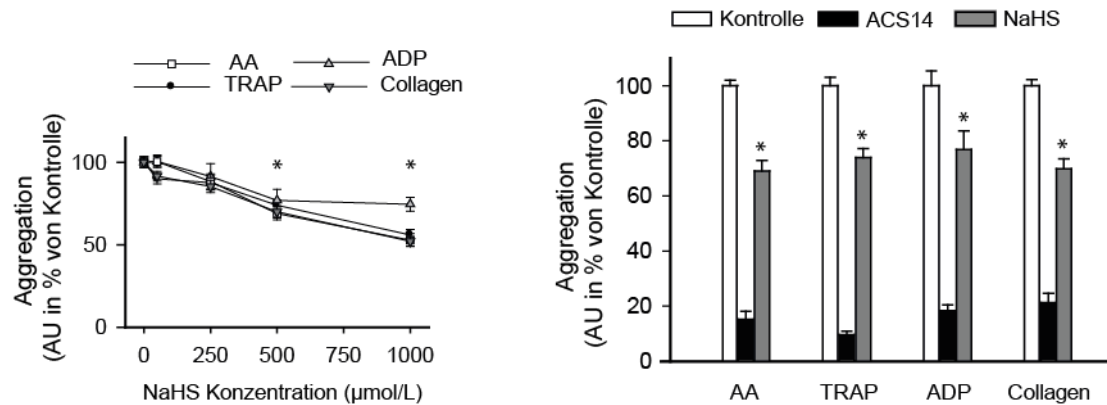 AA ADP
TRAP Collagen
Aggregation
(AU in % von Kontrolle)
100
*
*
50
0
0 250 500 750 1000
NaHS Konzentration (µmol/L)
Kontrolle ACS14 NaHS
Aggregation
(AU in % von Kontrolle)
100
80
60
40
20
0
* * * *
AA TRAP ADP Collagen